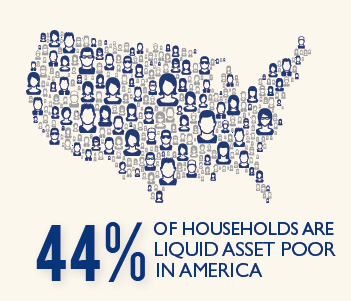 44% OF HOUSEHOLDS ARE
LIQUID ASSET POOR
IN AMERICA